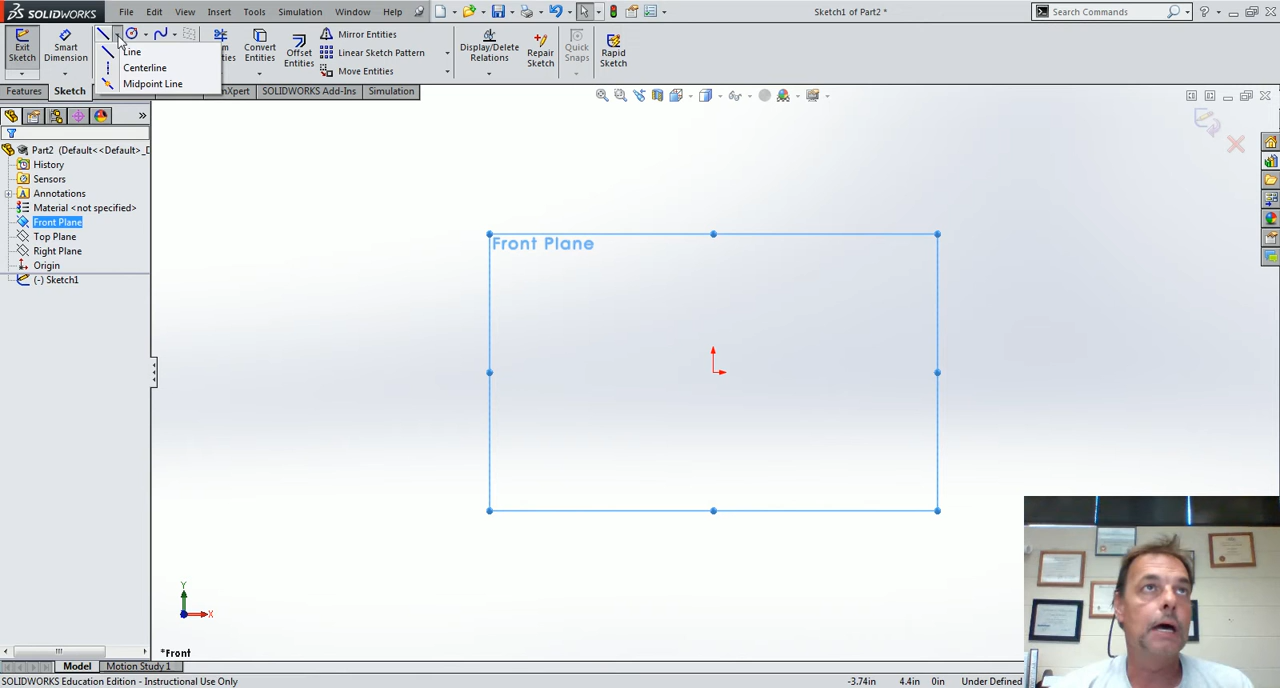 SOLIDWORKS File Edit View Insert Tools Simulation Window Help Sketch1 of Part2 * Search Commands
Exit Sketch Smart Dimension Convert Entities Offset Entities Mirror Entities Linear Sketch Pattern Move Entities Display/Delete Relations Repair Sketch Quick Snaps Rapid Sketch
Line
Centerline
Midpoint Line
Features Sketch SOLIDWORKS Add-Ins Simulation
Part2 (Default<<Default>_D
History
Sensors
Annotations
Material <not specified>
Front Plane
Top Plane
Right Plane
Origin
(-) Sketch1
Front Plane
Y
X
*Front
Model Motion Study 1
SOLIDWORKS Education Edition - Instructional Use Only -3.74in 4.4in 0in Under Defined